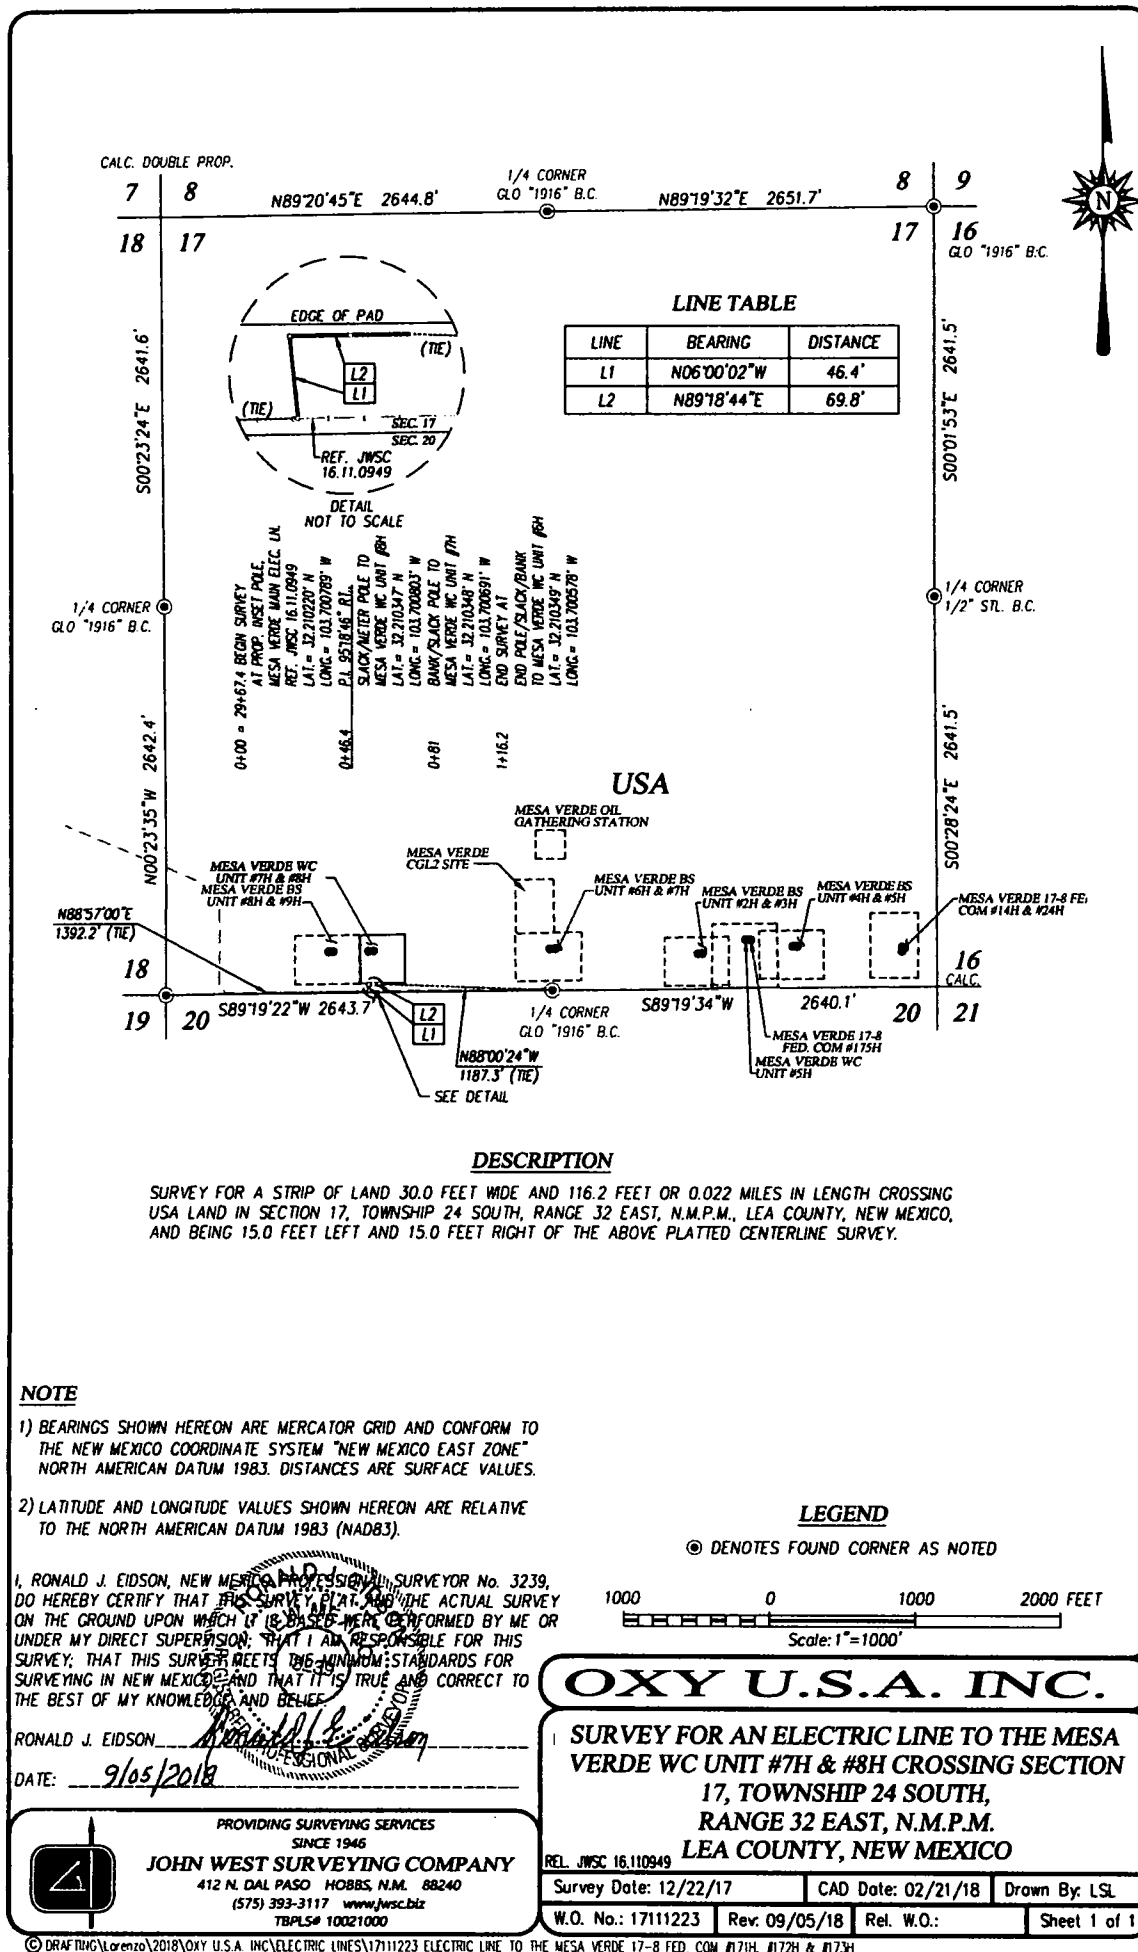 CALC. DOUBLE PROP.
7 8
18 17
N89°20'45"E 2644.8'
1/4 CORNER
GLO "1916" B.C.
N89°19'32"E 2651.7'
8 9
17 16
GLO "1916" B.C.
N
S00°23'24"E 2641.6'
EDGE OF PAD
(TIE)
L2
L1
(TIE)
SEC. 17
SEC. 20
REF. JWSC
16.11.0949
DETAIL
NOT TO SCALE
LINE TABLE
LINE BEARING DISTANCE
L1 N06°00'02"W 46.4'
L2 N89°18'44"E 69.8'
S00°01'53"E 2641.5'
1/4 CORNER
GLO "1916" B.C.
1/4 CORNER
1/2" STL. B.C.
0+00 = 29+67.4 BEGIN SURVEY
AT PROP. INSET POLE,
MESA VERDE MAIN ELEC. LN.
REF. JWSC 16.11.0949
LAT.= 32.210220° N
LONG.= 103.700789° W
0+46.4 P.I. 95°18'46" RT.
SLACK/METER POLE TO
MESA VERDE WC UNIT #8H
LAT.= 32.210347° N
LONG.= 103.700803° W
0+81 BANK/SLACK POLE TO
MESA VERDE WC UNIT #7H
LAT.= 32.210348° N
LONG.= 103.700691° W
1+16.2 END SURVEY AT
END POLE/SLACK/BANK
TO MESA VERDE WC UNIT #6H
LAT.= 32.210349° N
LONG.= 103.700578° W
N00°23'35"W 2642.4'
S00°28'24"E 2641.5'
USA
MESA VERDE OIL
GATHERING STATION
MESA VERDE
CGL2 SITE
MESA VERDE WC
UNIT #7H & #8H
MESA VERDE BS
UNIT #8H & #9H
MESA VERDE BS
UNIT #6H & #7H
MESA VERDE BS
UNIT #2H & #3H
MESA VERDE BS
UNIT #4H & #5H
MESA VERDE 17-8 FE
COM #14H & #24H
N88°57'00"E
1392.2' (TIE)
18
19 20
S89°19'22"W 2643.7'
L2
L1
1/4 CORNER
GLO "1916" B.C.
S89°19'34"W 2640.1'
16
CALC.
20 21
N88°00'24"W
1187.3' (TIE)
SEE DETAIL
MESA VERDE 17-8
FED. COM #175H
MESA VERDE WC
UNIT #5H
DESCRIPTION
SURVEY FOR A STRIP OF LAND 30.0 FEET WIDE AND 116.2 FEET OR 0.022 MILES IN LENGTH CROSSING
USA LAND IN SECTION 17, TOWNSHIP 24 SOUTH, RANGE 32 EAST, N.M.P.M., LEA COUNTY, NEW MEXICO,
AND BEING 15.0 FEET LEFT AND 15.0 FEET RIGHT OF THE ABOVE PLATTED CENTERLINE SURVEY.
NOTE
1) BEARINGS SHOWN HEREON ARE MERCATOR GRID AND CONFORM TO
THE NEW MEXICO COORDINATE SYSTEM "NEW MEXICO EAST ZONE"
NORTH AMERICAN DATUM 1983. DISTANCES ARE SURFACE VALUES.
2) LATITUDE AND LONGITUDE VALUES SHOWN HEREON ARE RELATIVE
TO THE NORTH AMERICAN DATUM 1983 (NAD83).
I, RONALD J. EIDSON, NEW MEXICO PROFESSIONAL SURVEYOR No. 3239,
DO HEREBY CERTIFY THAT THIS SURVEY PLAT AND THE ACTUAL SURVEY
ON THE GROUND UPON WHICH IT IS BASED WERE PERFORMED BY ME OR
UNDER MY DIRECT SUPERVISION; THAT I AM RESPONSIBLE FOR THIS
SURVEY; THAT THIS SURVEY MEETS THE MINIMUM STANDARDS FOR
SURVEYING IN NEW MEXICO; AND THAT IT IS TRUE AND CORRECT TO
THE BEST OF MY KNOWLEDGE AND BELIEF.
RONALD J. EIDSON
DATE: 9/05/2018
LEGEND
DENOTES FOUND CORNER AS NOTED
1000 0 1000 2000 FEET
Scale: 1"=1000'
OXY U.S.A. INC.
SURVEY FOR AN ELECTRIC LINE TO THE MESA
VERDE WC UNIT #7H & #8H CROSSING SECTION
17, TOWNSHIP 24 SOUTH,
RANGE 32 EAST, N.M.P.M.
LEA COUNTY, NEW MEXICO
REL. JWSC 16.110949
Survey Date: 12/22/17 CAD Date: 02/21/18 Drawn By: LSL
W.O. No.: 17111223 Rev: 09/05/18 Rel. W.O.: Sheet 1 of 1
PROVIDING SURVEYING SERVICES
SINCE 1946
JOHN WEST SURVEYING COMPANY
412 N. DAL PASO HOBBS, N.M. 88240
(575) 393-3117 www.jwsc.biz
TBPLS# 10021000
© DRAFTING\Lorenzo\2018\OXY U.S.A. INC\ELECTRIC LINES\17111223 ELECTRIC LINE TO THE MESA VERDE 17-8 FED. COM #171H, #172H & #173H